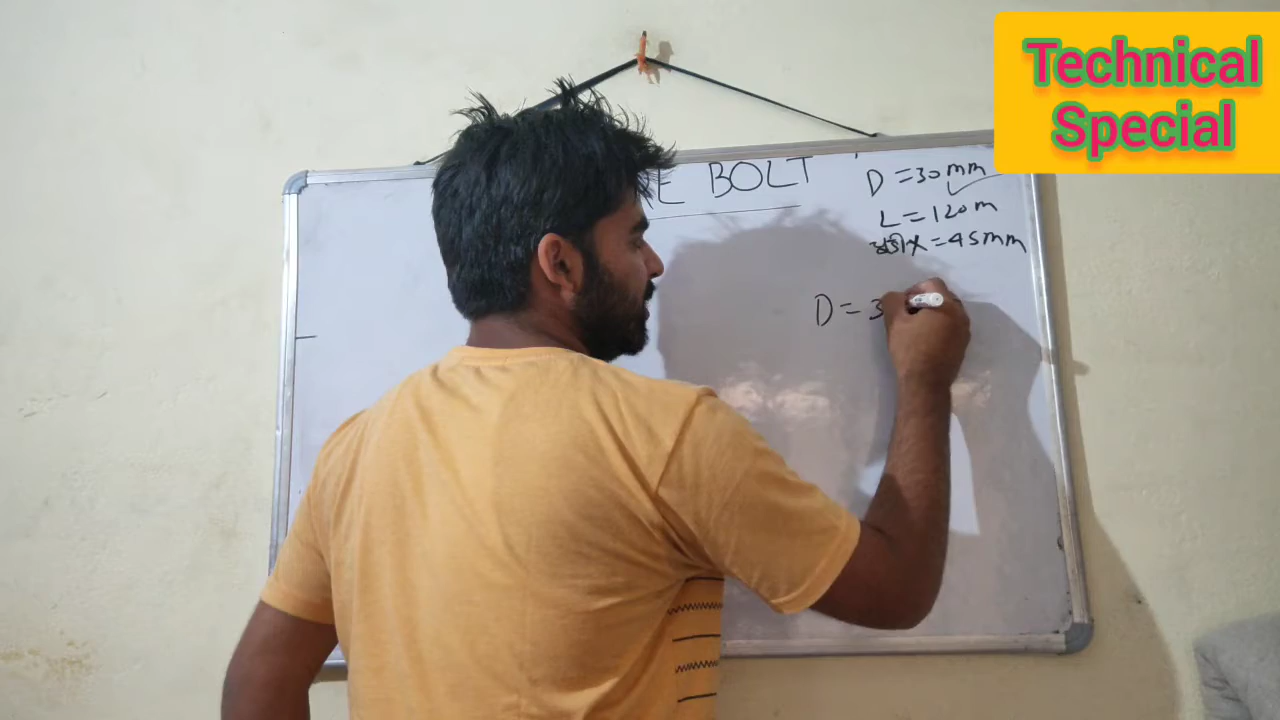 Technical
Special
BOLT
D = 30 mm
L = 120 m
= 45 mm
D = 3